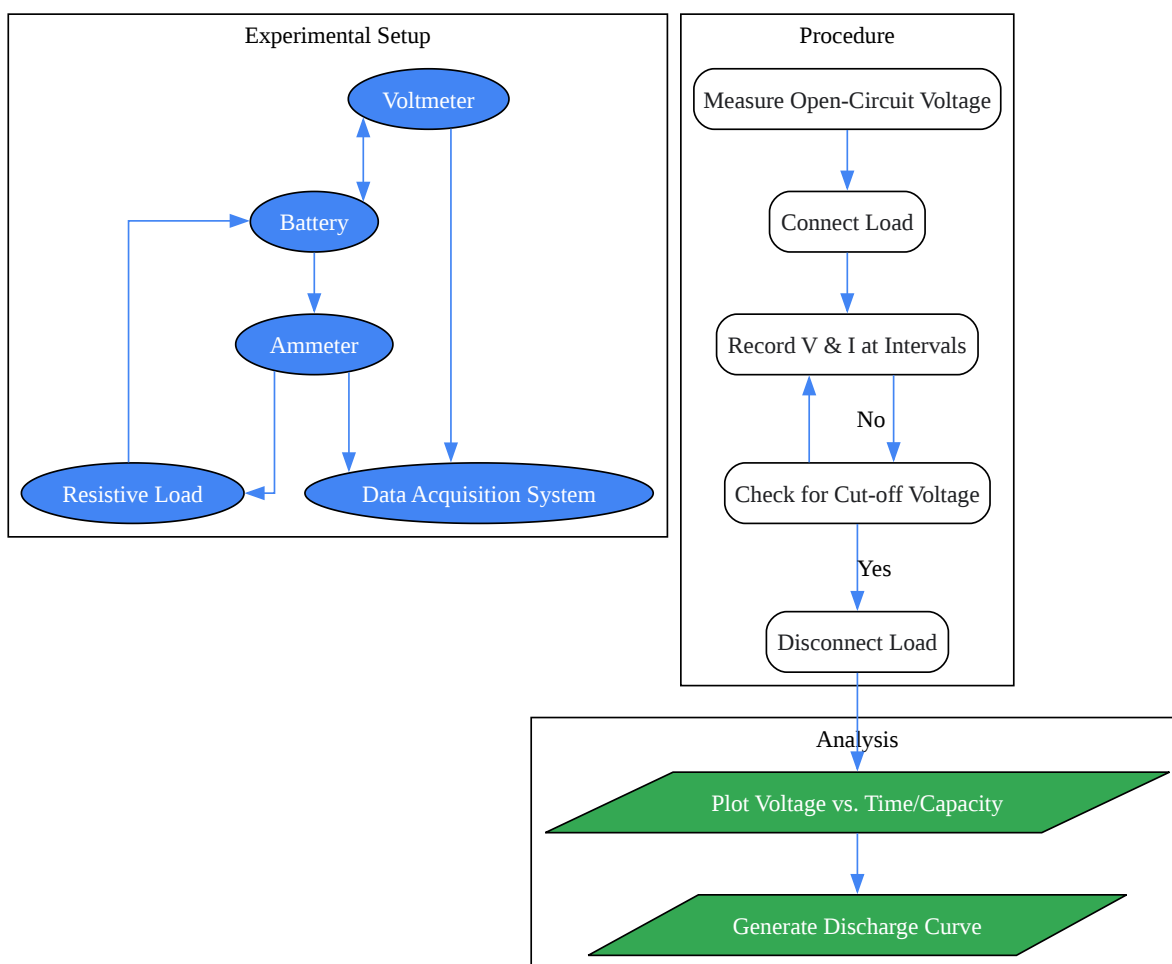 Experimental Setup
Voltmeter
Battery
Ammeter
Resistive Load
Data Acquisition System
Procedure
Measure Open-Circuit Voltage
Connect Load
Record V & I at Intervals
No
Check for Cut-off Voltage
Yes
Disconnect Load
Analysis
Plot Voltage vs. Time/Capacity
Generate Discharge Curve